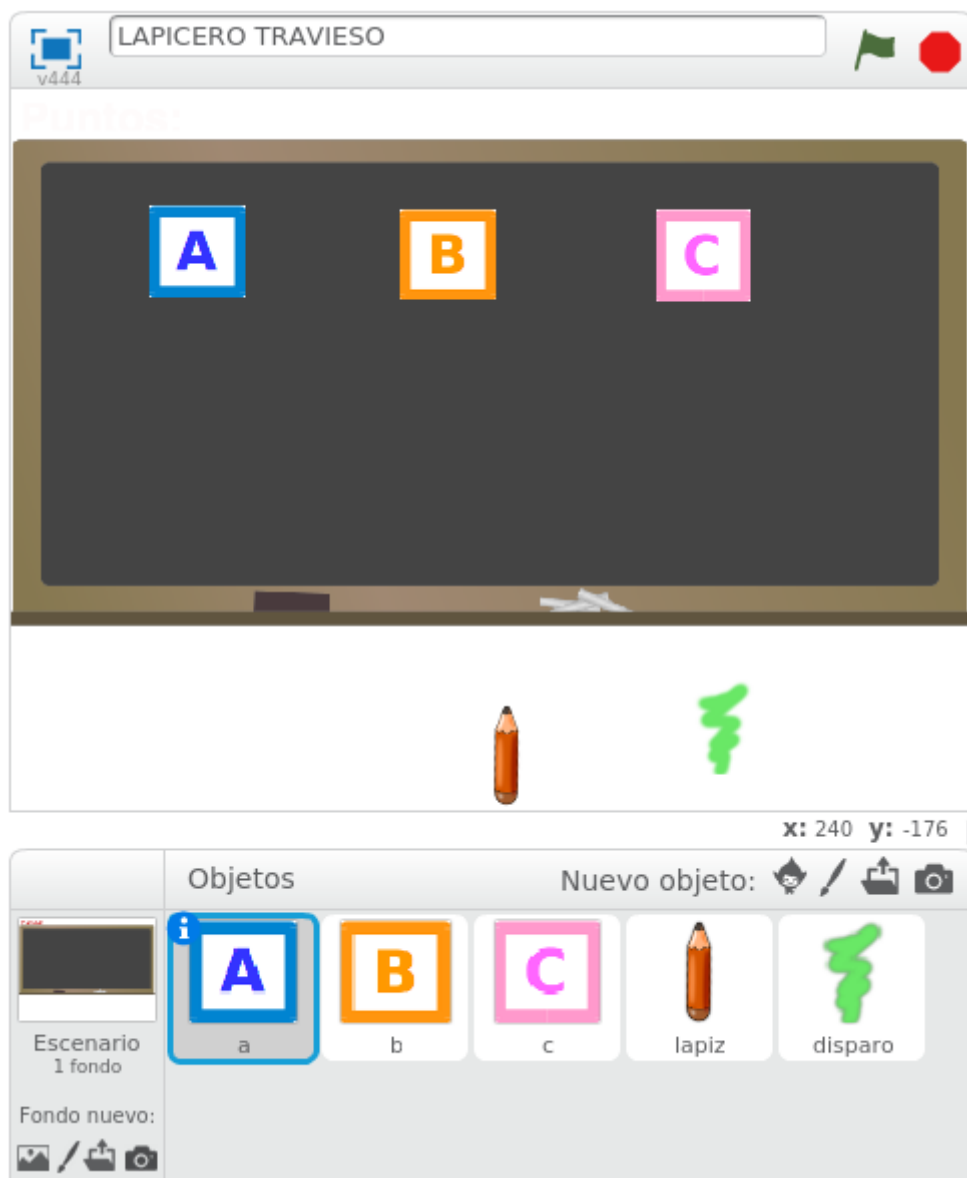 LAPICERO TRAVIESO
v444
Puntos:
A B C
x: 240 y: -176
Objetos Nuevo objeto:
A B C
a b c lapiz disparo
Escenario
1 fondo
Fondo nuevo: